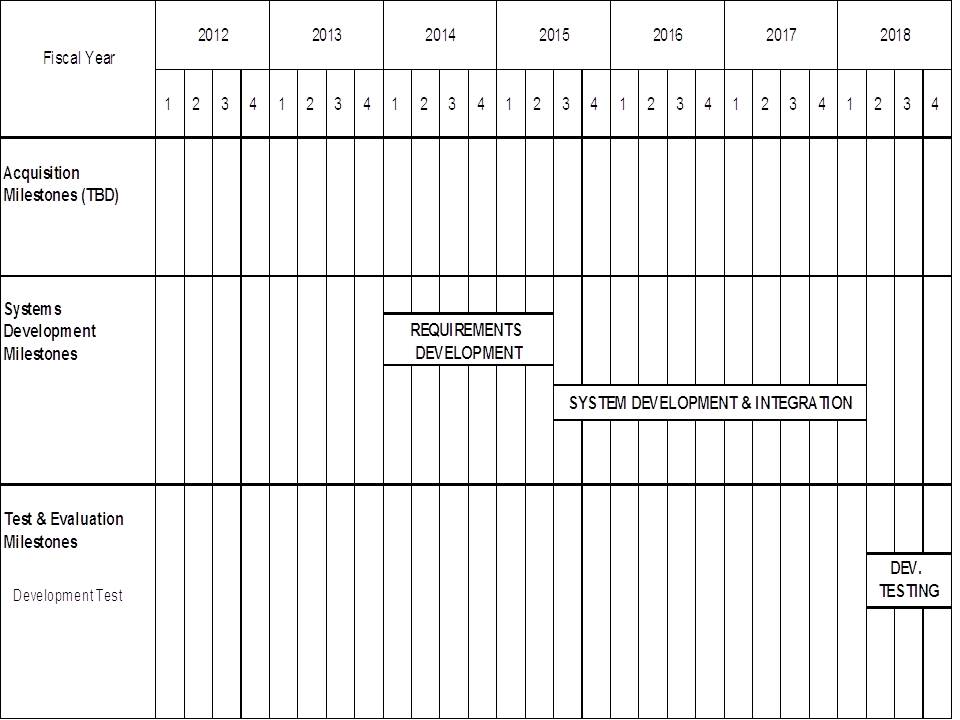 Fiscal Year
2012 2013 2014 2015 2016 2017 2018
1 2 3 4 1 2 3 4 1 2 3 4 1 2 3 4 1 2 3 4 1 2 3 4 1 2 3 4
Acquisition
Milestones (TBD)
Systems
Development
Milestones
REQUIREMENTS
DEVELOPMENT
SYSTEM DEVELOPMENT & INTEGRATION
Test & Evaluation
Milestones
Development Test
DEV.
TESTING